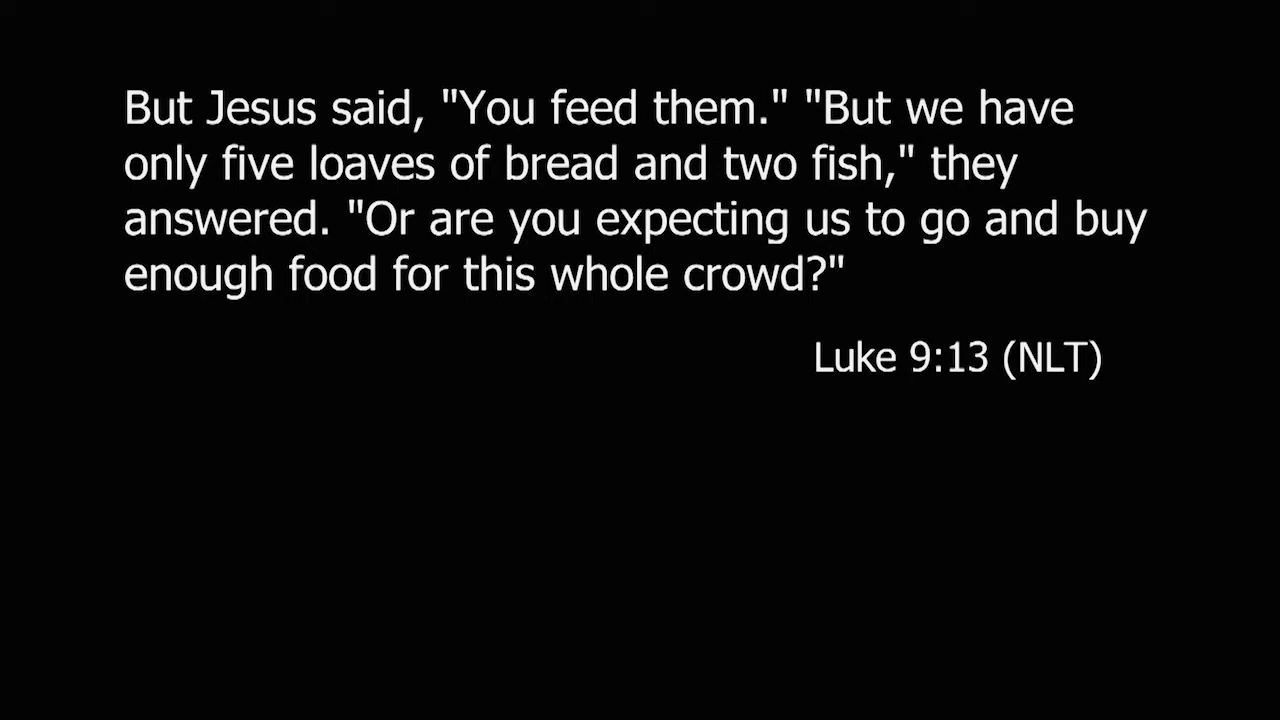 But Jesus said, "You feed them." "But we have
only five loaves of bread and two fish," they
answered. "Or are you expecting us to go and buy
enough food for this whole crowd?"
Luke 9:13 (NLT)